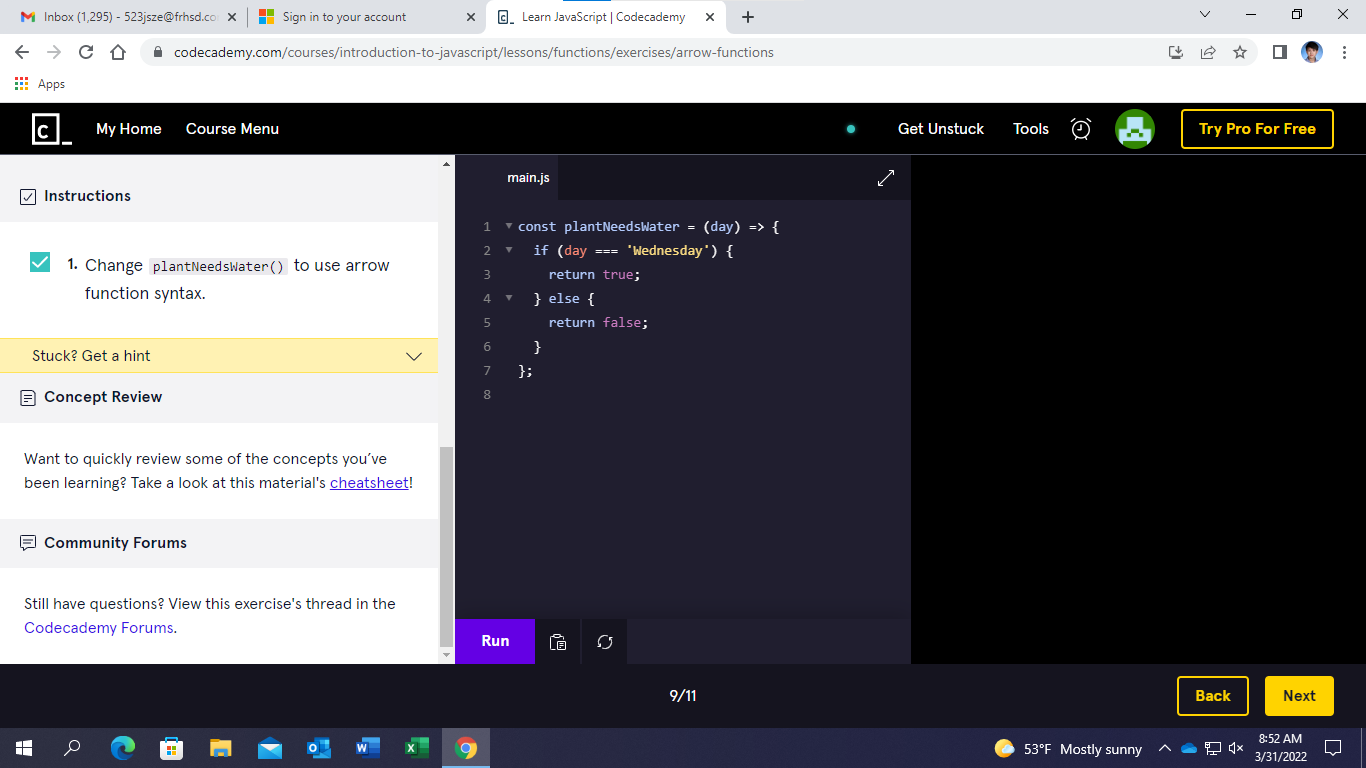 Inbox (1,295) - 523jsze@frhsd.co
Sign in to your account
Learn JavaScript | Codecademy
codecademy.com/courses/introduction-to-javascript/lessons/functions/exercises/arrow-functions
Apps
c_
My Home
Course Menu
Get Unstuck
Tools
Try Pro For Free
Instructions
1. Change plantNeedsWater() to use arrow
function syntax.
Stuck? Get a hint
Concept Review
Want to quickly review some of the concepts you’ve
been learning? Take a look at this material's cheatsheet!
Community Forums
Still have questions? View this exercise's thread in the
Codecademy Forums.
main.js
1 const plantNeedsWater = (day) => {
2 if (day === 'Wednesday') {
3 return true;
4 } else {
5 return false;
6 }
7 };
8
Run
9/11
Back
Next
53°F Mostly sunny
8:52 AM
3/31/2022